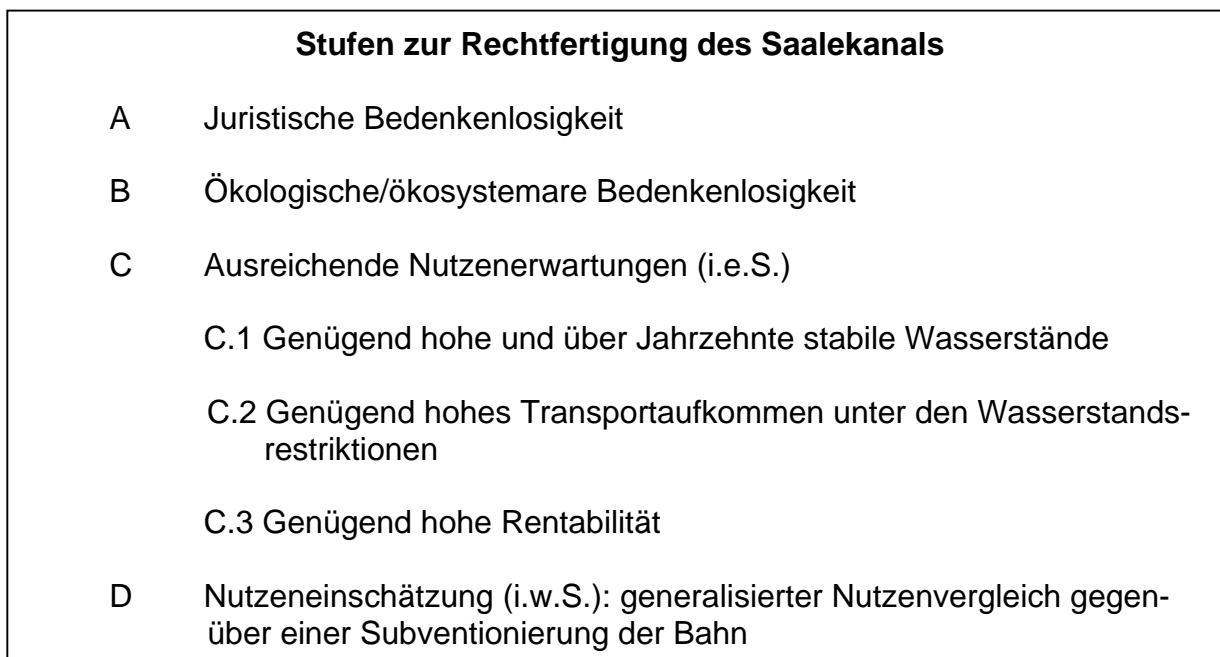 Stufen zur Rechtfertigung des Saalekanals
A Juristische Bedenkenlosigkeit
B Ökologische/ökosystemare Bedenkenlosigkeit
C Ausreichende Nutzenerwartungen (i.e.S.)
C.1 Genügend hohe und über Jahrzehnte stabile Wasserstände
C.2 Genügend hohes Transportaufkommen unter den Wasserstands-
restriktionen
C.3 Genügend hohe Rentabilität
D Nutzeneinschätzung (i.w.S.): generalisierter Nutzenvergleich gegen-
über einer Subventionierung der Bahn